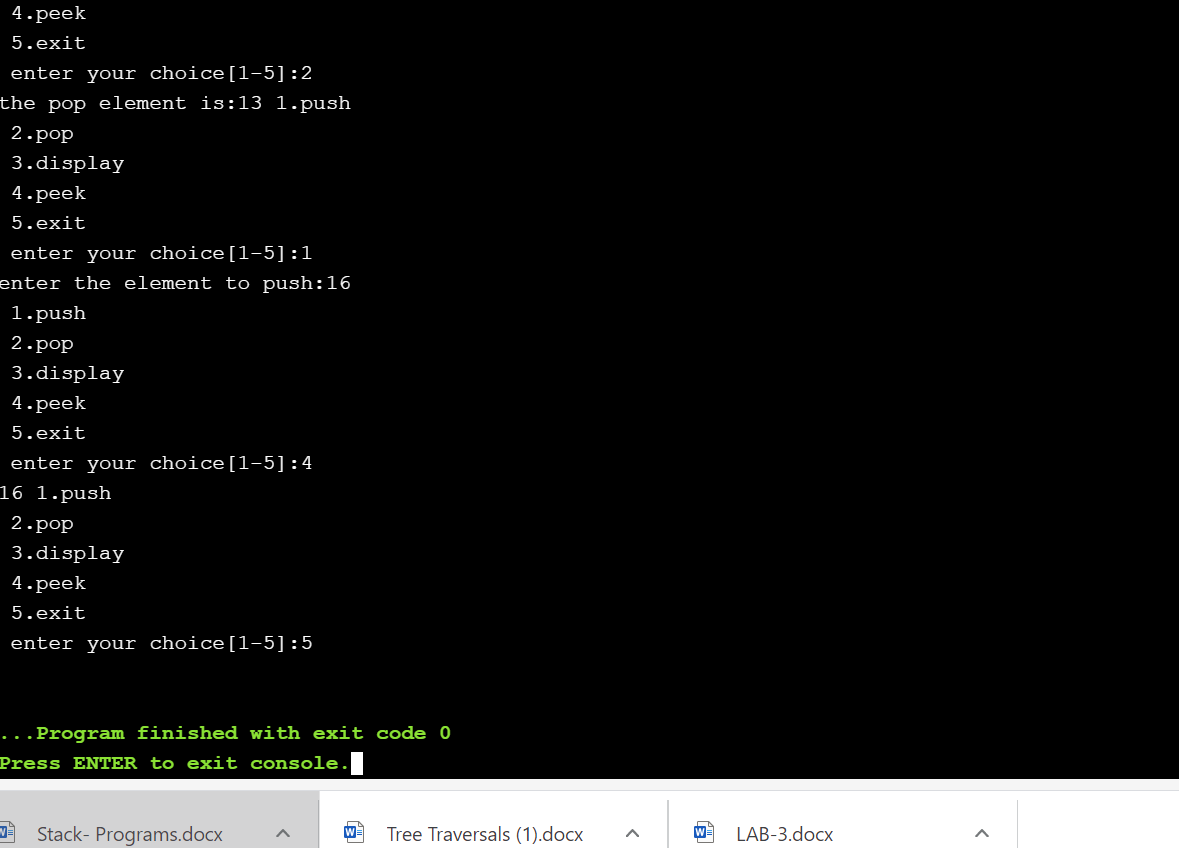 4.peek
5.exit
enter your choice[1-5]:2
the pop element is:13 1.push
2.pop
3.display
4.peek
5.exit
enter your choice[1-5]:1
enter the element to push:16
1.push
2.pop
3.display
4.peek
5.exit
enter your choice[1-5]:4
16 1.push
2.pop
3.display
4.peek
5.exit
enter your choice[1-5]:5
...Program finished with exit code 0
Press ENTER to exit console.
Stack- Programs.docx Tree Traversals (1).docx LAB-3.docx